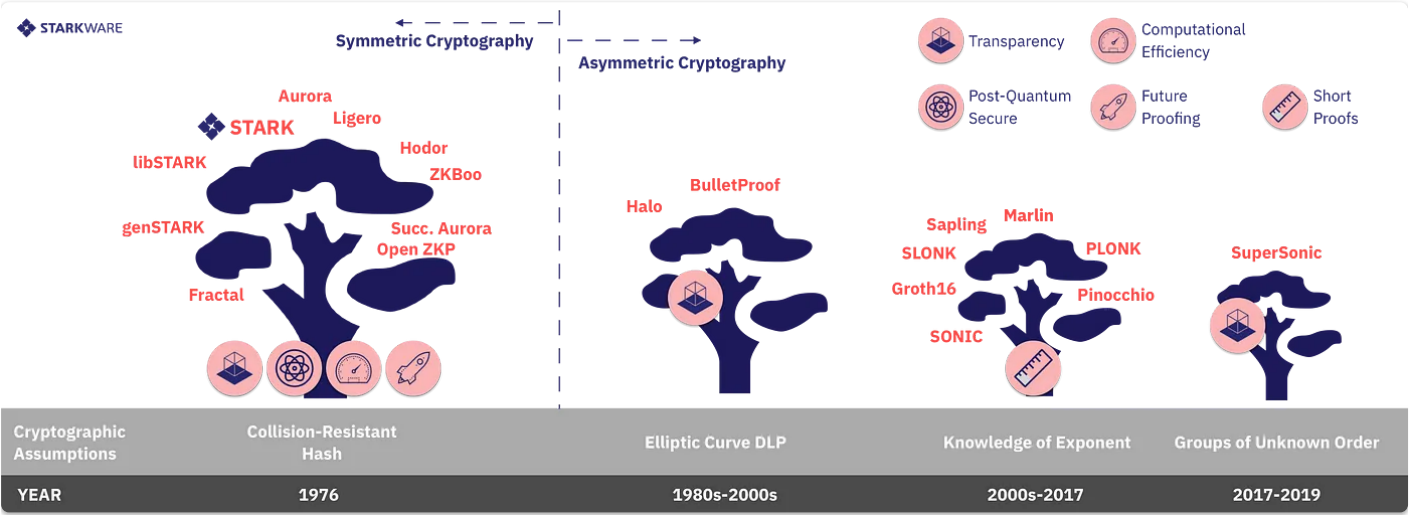 STARKWARE
Symmetric Cryptography
Asymmetric Cryptography
Transparency
Computational
Efficiency
Post-Quantum
Secure
Future
Proofing
Short
Proofs
Aurora
STARK
Ligero
libSTARK
Hodor
ZKBoo
genSTARK
Succ. Aurora
Open ZKP
Fractal
BulletProof
Halo
Marlin
Sapling
SLONK
PLONK
Groth16
Pinocchio
SONIC
SuperSonic
Cryptographic
Assumptions
Collision-Resistant
Hash
Elliptic Curve DLP
Knowledge of Exponent
Groups of Unknown Order
YEAR
1976
1980s-2000s
2000s-2017
2017-2019